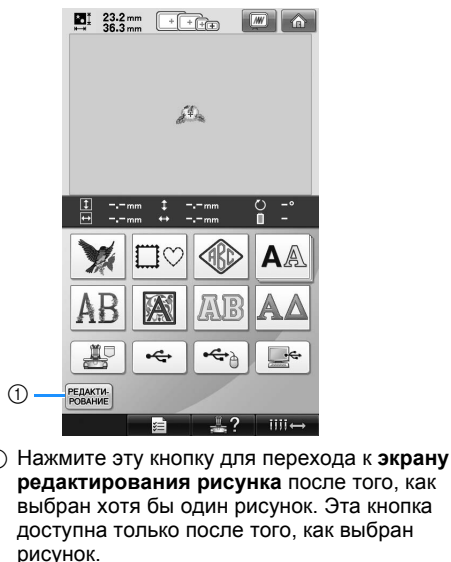 23.2 mm
36.3 mm
-.- mm -.- mm -°
-.- mm -.- mm -
ABC AA
AB A AB AΔ
① РЕДАКТИ-
РОВАНИЕ
?
Нажмите эту кнопку для перехода к экрану
редактирования рисунка после того, как
выбран хотя бы один рисунок. Эта кнопка
доступна только после того, как выбран
рисунок.